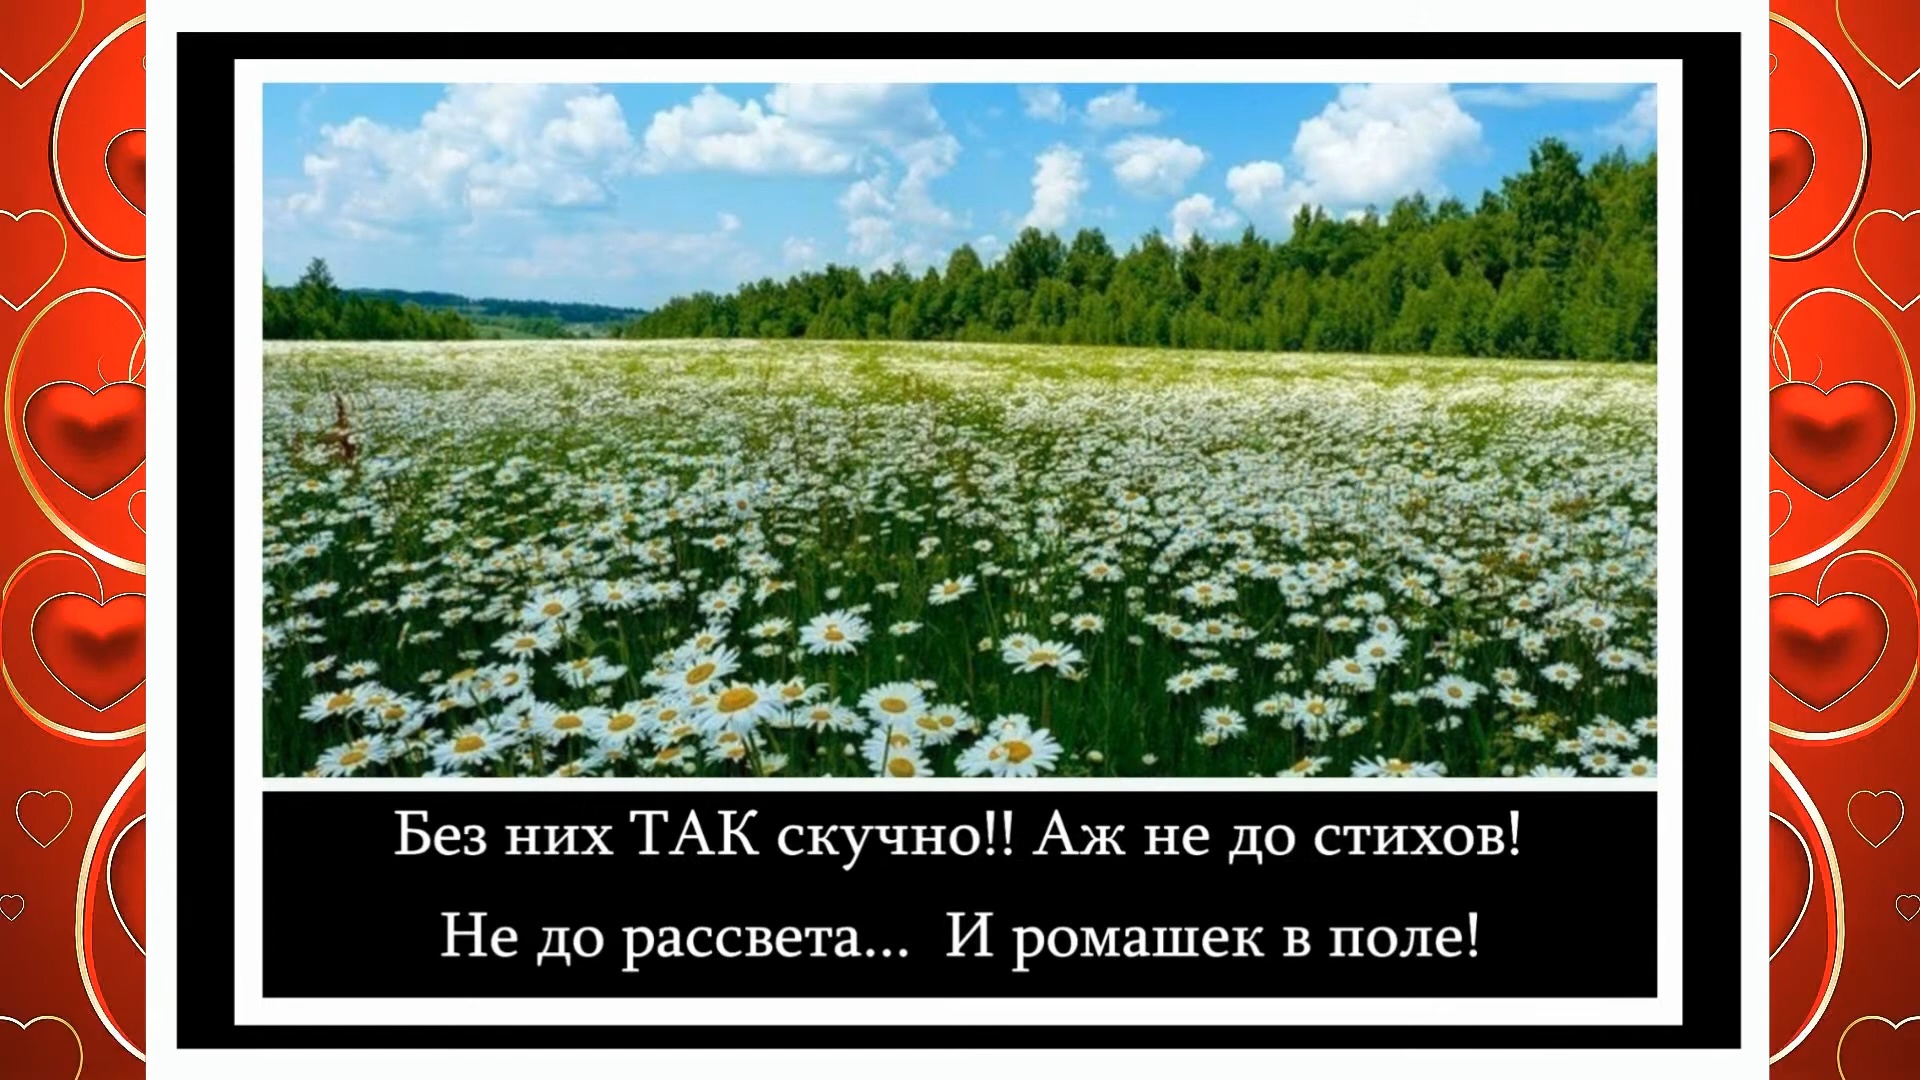 Без них ТАК скучно!! Аж не до стихов!
Не до рассвета... И ромашек в поле!